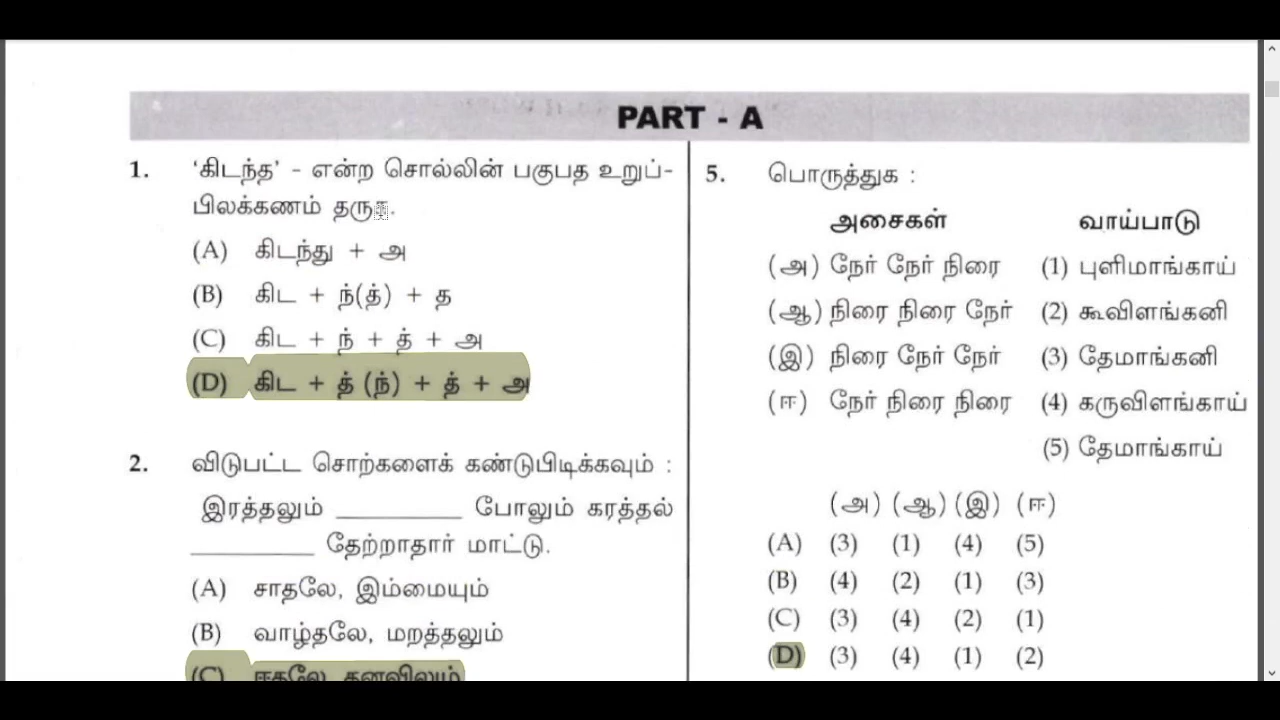 PART - A
1. 'கிடந்த' - என்ற சொல்லின் பகுபத உறுப்-
பிலக்கணம் தருக.
(A) கிடந்து + அ
(B) கிட + ந்(த்) + த
(C) கிட + ந் + த் + அ
(D) கிட + த் (ந்) + த் + அ
2. விடுபட்ட சொற்களைக் கண்டுபிடிக்கவும் :
இரத்தலும் __________ போலும் கரத்தல்
__________ தேற்றாதார் மாட்டு.
(A) சாதலே, இம்மையும்
(B) வாழ்தலே, மறத்தலும்
(C) ஈதலே, கனவிலும்
5. பொருத்துக :
அசைகள் வாய்பாடு
(அ) நேர் நேர் நிரை (1) புளிமாங்காய்
(ஆ) நிரை நிரை நேர் (2) கூவிளங்கனி
(இ) நிரை நேர் நேர் (3) தேமாங்கனி
(ஈ) நேர் நிரை நிரை (4) கருவிளங்காய்
(5) தேமாங்காய்
(அ) (ஆ) (இ) (ஈ)
(A) (3) (1) (4) (5)
(B) (4) (2) (1) (3)
(C) (3) (4) (2) (1)
(D) (3) (4) (1) (2)